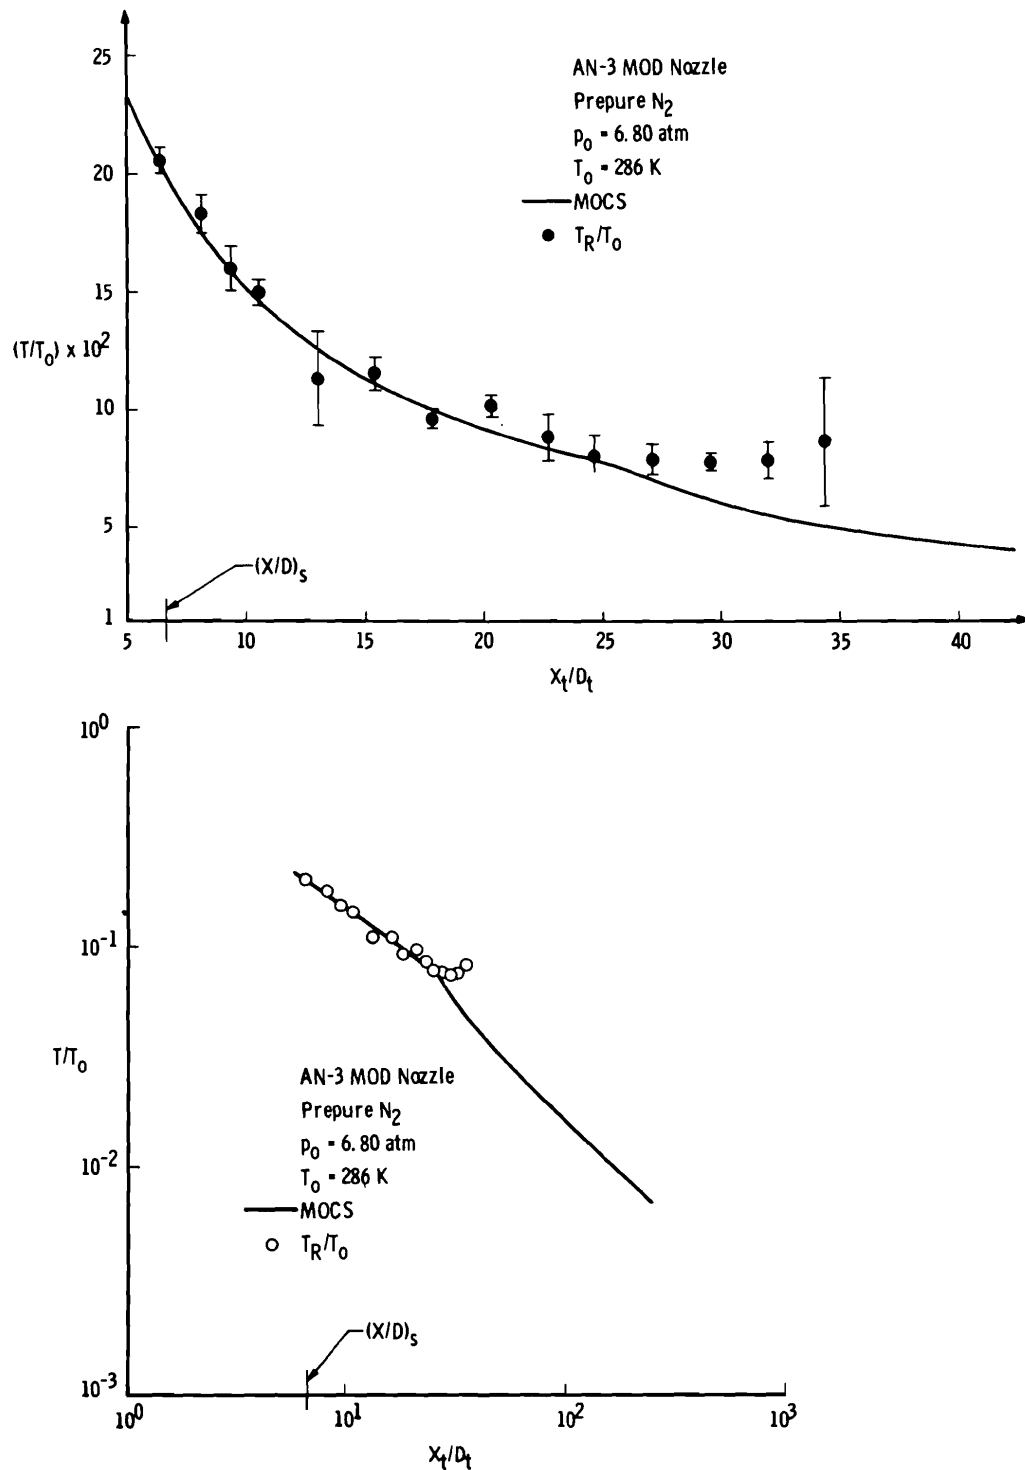 25
AN-3 MOD Nozzle
Prepure N2
p0 = 6.80 atm
20
T0 = 286 K
MOCS
TR/T0
15
(T/T0) x 10^2
10
5
(X/D)s
1
5 10 15 20 25 30 35 40
Xt/Dt
10^0
10^-1
T/T0
AN-3 MOD Nozzle
Prepure N2
p0 = 6.80 atm
10^-2
T0 = 286 K
MOCS
TR/T0
(X/D)s
10^-3
10^0 10^1 10^2 10^3
Xt/Dt